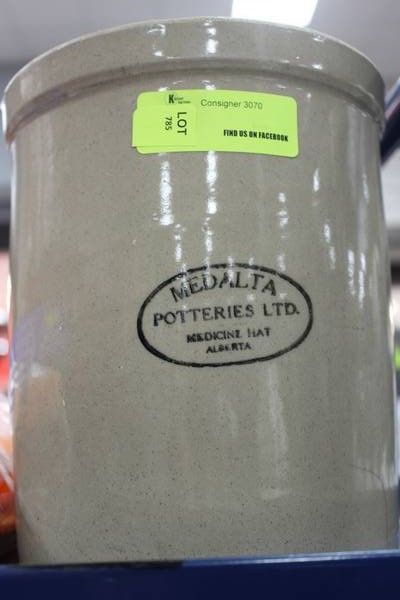 Consigner 3070
LOT
785
FIND US ON FACEBOOK
MEDALTA
POTTERIES LTD.
MEDICINE HAT
ALBERTA